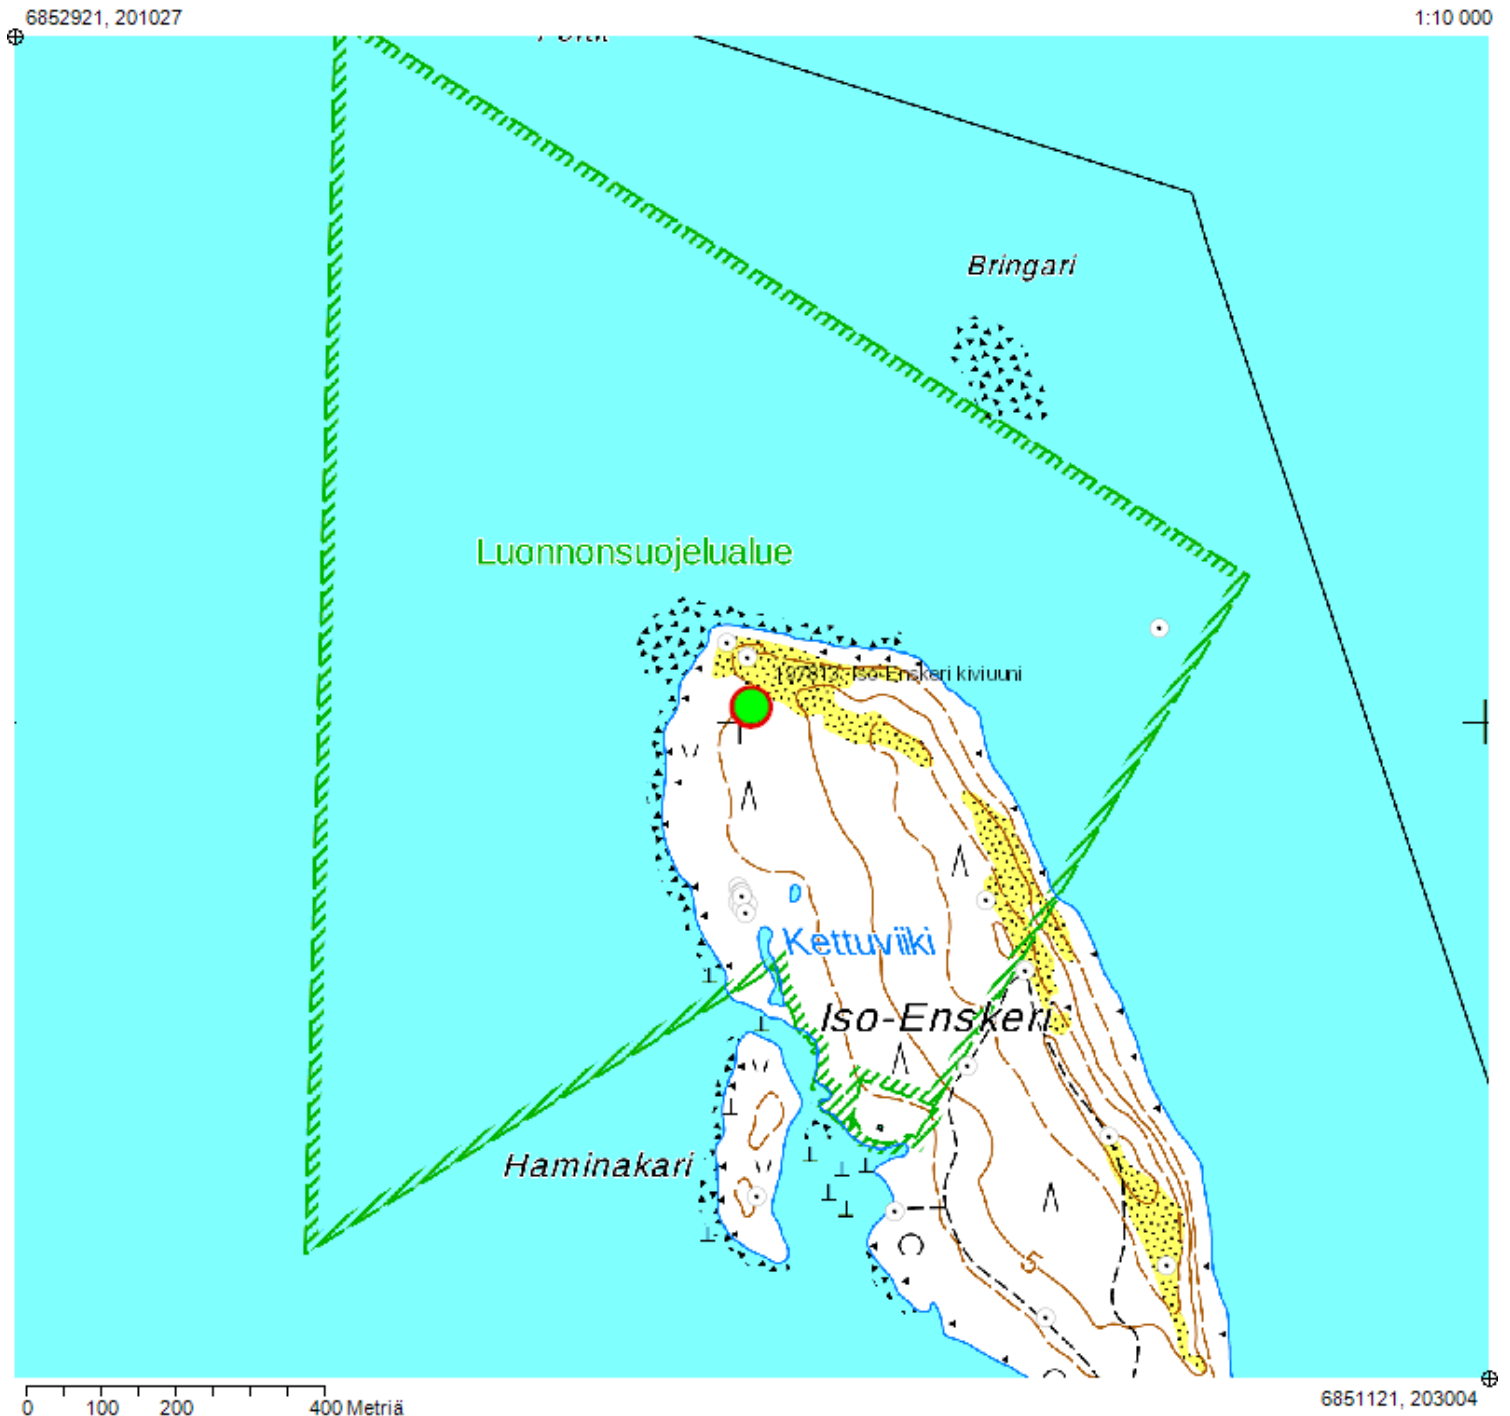 6852921, 201027
1:10 000
Bringari
Luonnonsuojelualue
Iso-Enskeri kiviuuni
Kettuviiki
Iso-Enskeri
Haminakari
5
0 100 200 400 Metriä
6851121, 203004